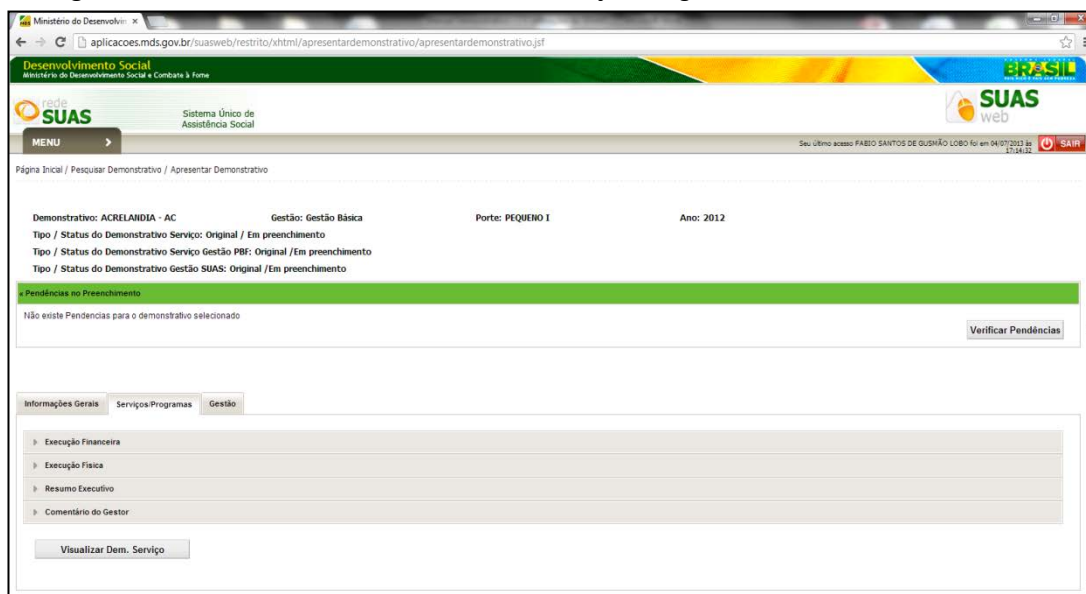 Ministério do Desenvolvim
aplicacoes.mds.gov.br/suasweb/restrito/xhtml/apresentardemonstrativo/apresentardemonstrativo.jsf
Desenvolvimento Social
Ministério do Desenvolvimento Social e Combate à Fome
BRASIL
rede
SUAS
Sistema Único de
Assistência Social
SUAS
web
MENU
Seu último acesso FABIO SANTOS DE GUSMÃO LOBO foi em 04/07/2013 às
17:14:32
SAIR
Página Inicial / Pesquisar Demonstrativo / Apresentar Demonstrativo
Demonstrativo: ACRELANDIA - AC Gestão: Gestão Básica Porte: PEQUENO I Ano: 2012
Tipo / Status do Demonstrativo Serviço: Original / Em preenchimento
Tipo / Status do Demonstrativo Serviço Gestão PBF: Original /Em preenchimento
Tipo / Status do Demonstrativo Gestão SUAS: Original /Em preenchimento
« Pendências no Preenchimento
Não existe Pendencias para o demonstrativo selecionado
Verificar Pendências
Informações Gerais Serviços/Programas Gestão
Execução Financeira
Execução Física
Resumo Executivo
Comentário do Gestor
Visualizar Dem. Serviço